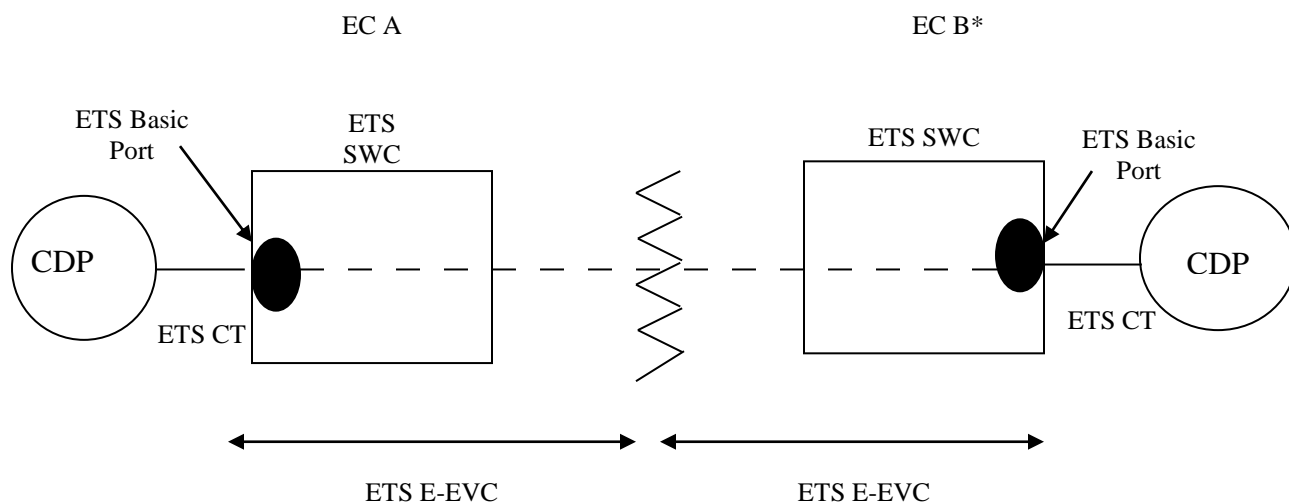 EC A
EC B*
ETS Basic
Port
ETS
SWC
ETS SWC
ETS Basic
Port
CDP
CDP
ETS CT
ETS CT
ETS E-EVC
ETS E-EVC